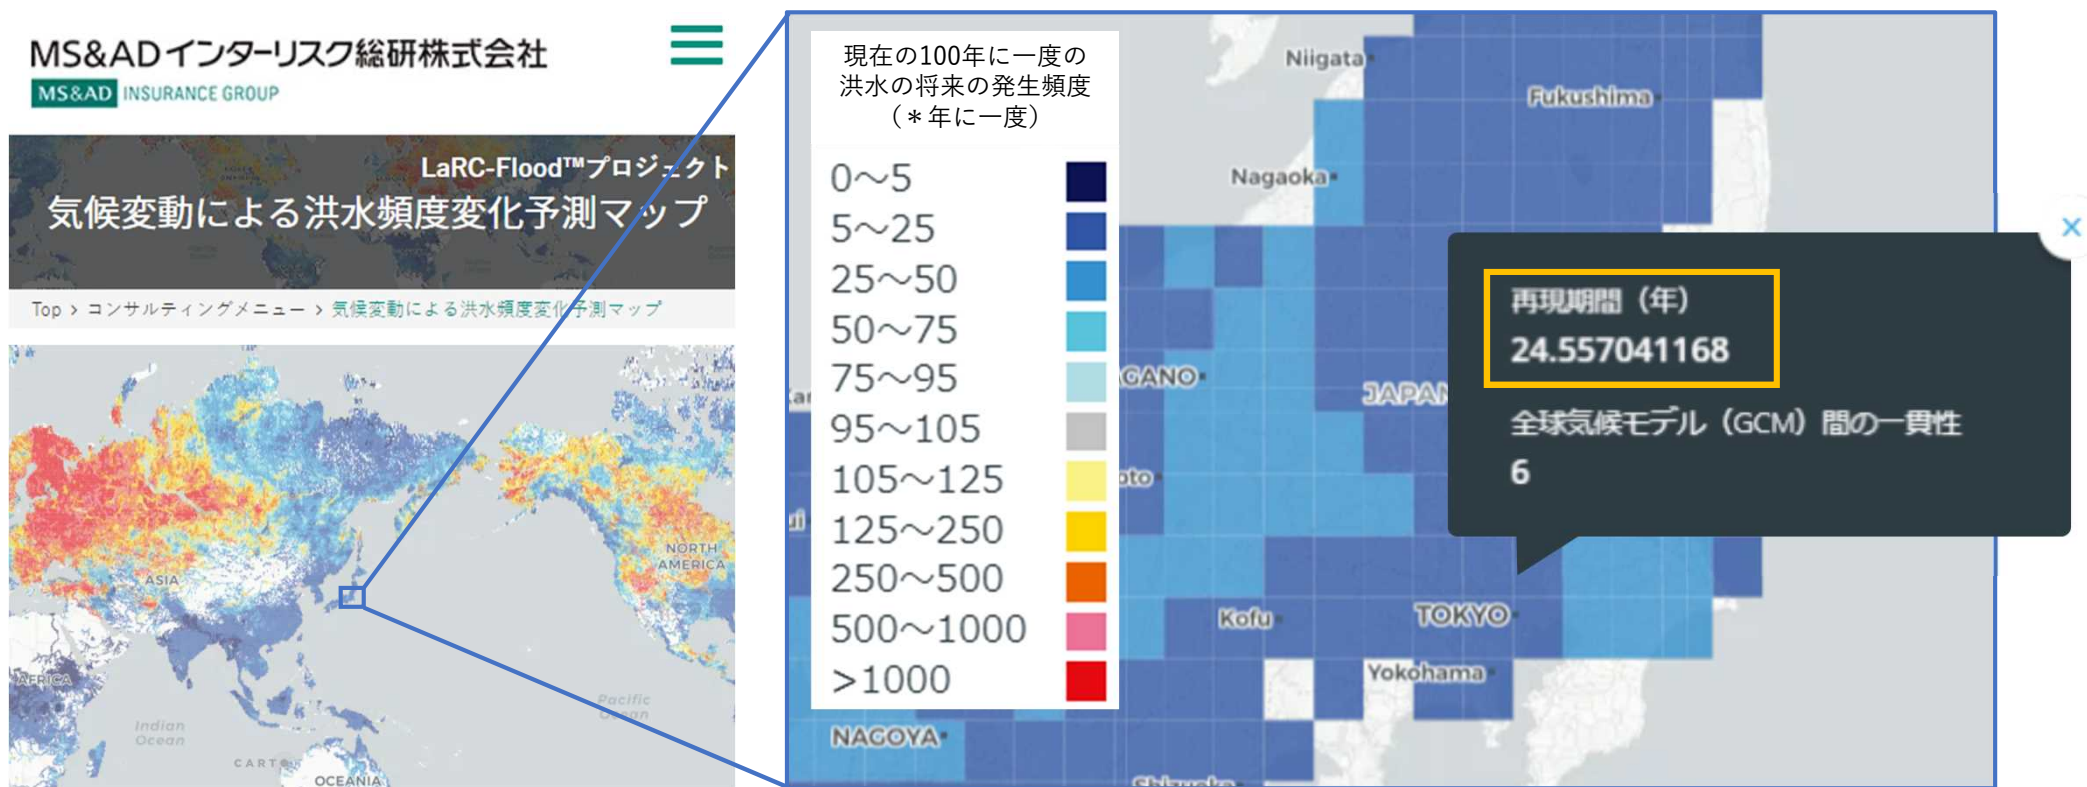 MS&ADインターリスク総研株式会社
MS&AD INSURANCE GROUP
LaRC-Flood™プロジェクト
気候変動による洪水頻度変化予測マップ
Top › コンサルティングメニュー › 気候変動による洪水頻度変化予測マップ
ASIA
NORTH
AMERICA
AFRICA
Indian
Ocean
Pacific
Ocean
OCEANIA
現在の100年に一度の
洪水の将来の発生頻度
（＊年に一度）
0～5
5～25
25～50
50～75
75～95
95～105
105～125
125～250
250～500
500～1000
>1000
Niigata
Fukushima
Nagaoka
GANO
JAPAN
oto
ui
Kofu
TOKYO
Yokohama
NAGOYA
Shizuoka
再現期間（年）
24.557041168
全球気候モデル（GCM）間の一貫性
6
×